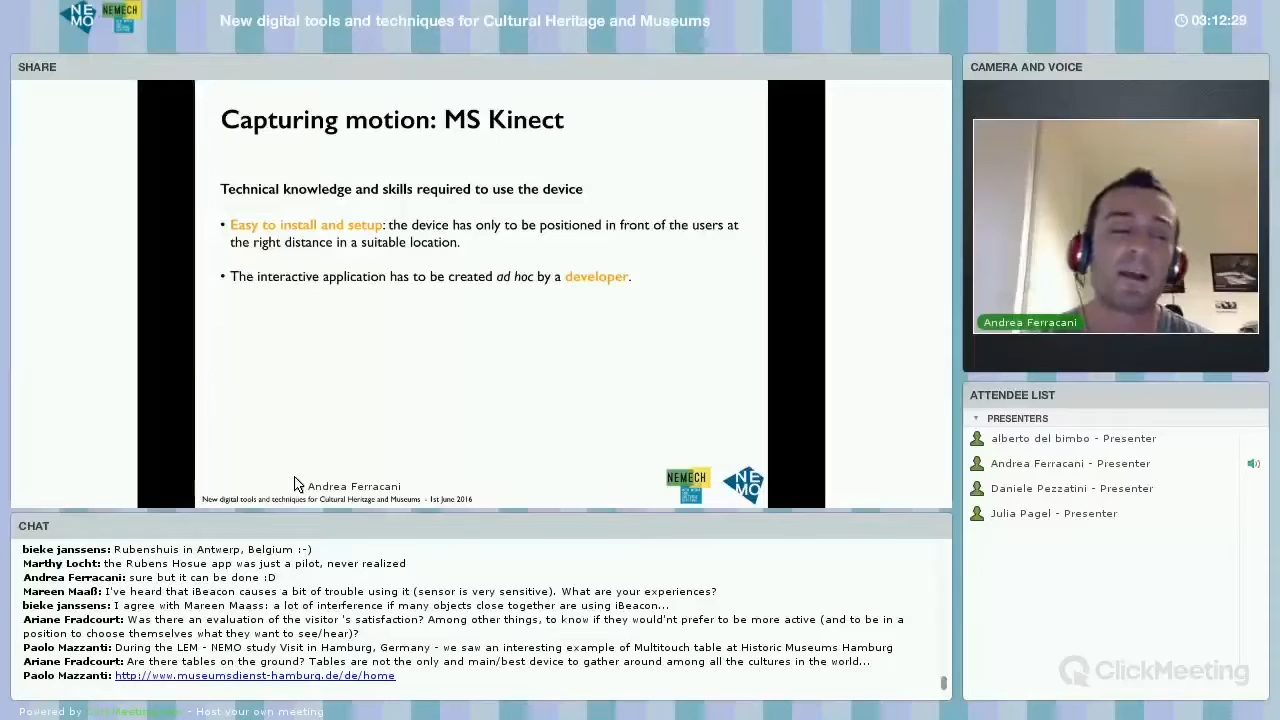 NE
MO
NEMECH
New digital tools and techniques for Cultural Heritage and Museums
03:12:29
SHARE
Capturing motion: MS Kinect
Technical knowledge and skills required to use the device
• Easy to install and setup: the device has only to be positioned in front of the users at
the right distance in a suitable location.
• The interactive application has to be created ad hoc by a developer.
Andrea Ferracani
New digital tools and techniques for Cultural Heritage and Museums - 1st June 2016
NEMECH
NE
MO
CAMERA AND VOICE
Andrea Ferracani
ATTENDEE LIST
PRESENTERS
alberto del bimbo - Presenter
Andrea Ferracani - Presenter
Daniele Pezzatini - Presenter
Julia Pagel - Presenter
ClickMeeting
CHAT
bieke janssens: Rubenshuis in Antwerp, Belgium :-)
Marthy Locht: the Rubens Hosue app was just a pilot, never realized
Andrea Ferracani: sure but it can be done :D
Mareen Maaß: I've heard that iBeacon causes a bit of trouble using it (sensor is very sensitive). What are your experiences?
bieke janssens: I agree with Mareen Maass: a lot of interference if many objects close together are using iBeacon...
Ariane Fradcourt: Was there an evaluation of the visitor 's satisfaction? Among other things, to know if they would'nt prefer to be more active (and to be in a
position to choose themselves what they want to see/hear)?
Paolo Mazzanti: During the LEM - NEMO study Visit in Hamburg, Germany - we saw an interesting example of Multitouch table at Historic Museums Hamburg
Ariane Fradcourt: Are there tables on the ground? Tables are not the only and main/best device to gather around among all the cultures in the world...
Paolo Mazzanti: http://www.museumsdienst-hamburg.de/de/home
Powered by - Host your own meeting